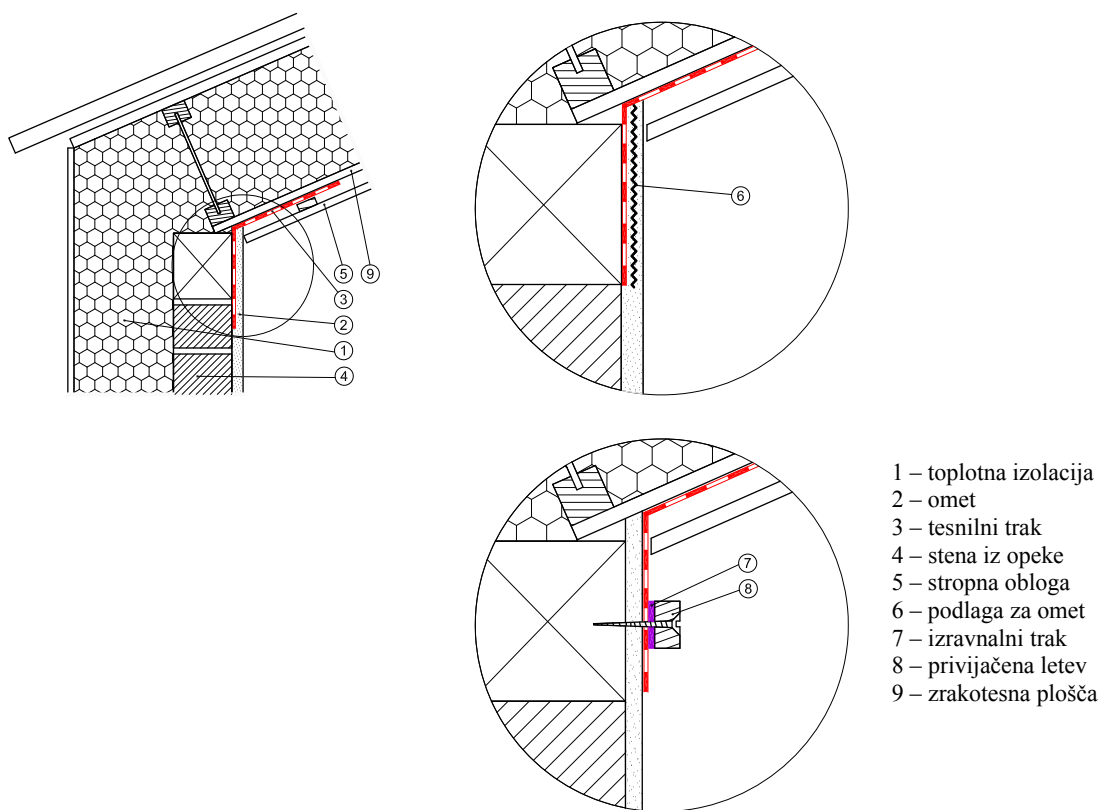 6
5
9
3
2
1
4
7
8
1 – toplotna izolacija
2 – omet
3 – tesnilni trak
4 – stena iz opeke
5 – stropna obloga
6 – podlaga za omet
7 – izravnalni trak
8 – privijačena letev
9 – zrakotesna plošča